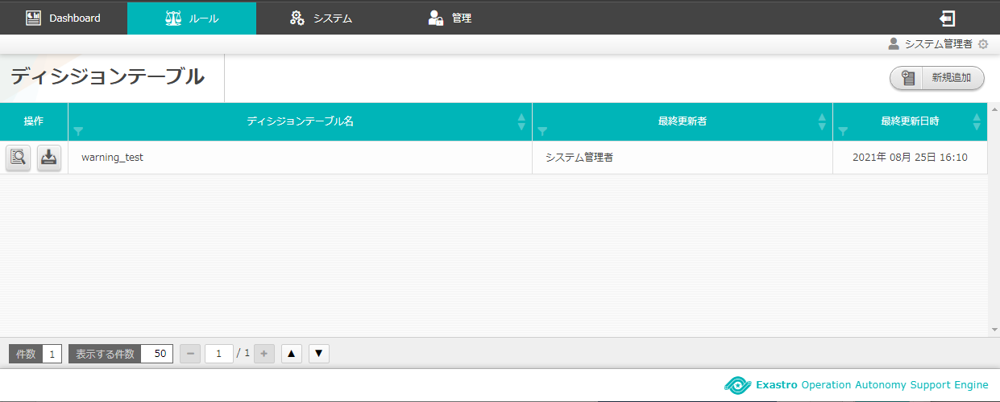 Dashboard ルール システム 管理
システム管理者
ディシジョンテーブル 新規追加
操作 ディシジョンテーブル名 最終更新者 最終更新日時
warning_test システム管理者 2021年 08月 25日 16:10
件数 1 表示する件数 50 − 1 / 1 + ▲ ▼
Exastro Operation Autonomy Support Engine